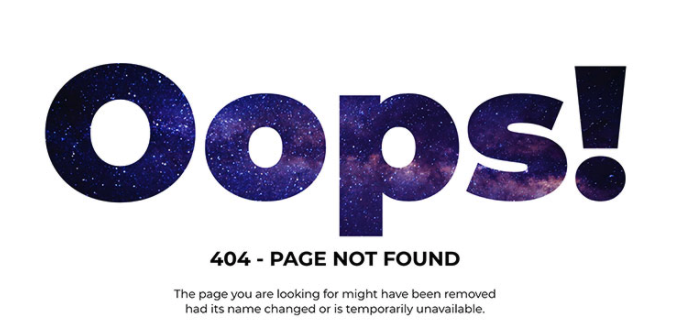 Oops!
404 - PAGE NOT FOUND
The page you are looking for might have been removed
had its name changed or is temporarily unavailable.